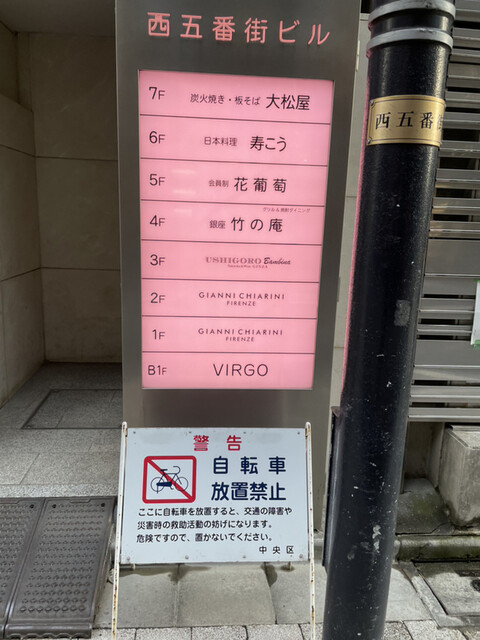 西五番街ビル
7F 炭火焼き・板そば 大松屋
6F 日本料理 寿こう
5F 会員制 花葡萄
グリル&海鮮ダイニング
4F 銀座 竹の庵
3F USHIGORO Bambina
2F GIANNI CHIARINI
FIRENZE
1F GIANNI CHIARINI
FIRENZE
B1F VIRGO
西五番街
警告
自転車
放置禁止
ここに自転車を放置すると、交通の障害や
災害時の救助活動の妨げになります。
危険ですので、置かないでください。
中央区